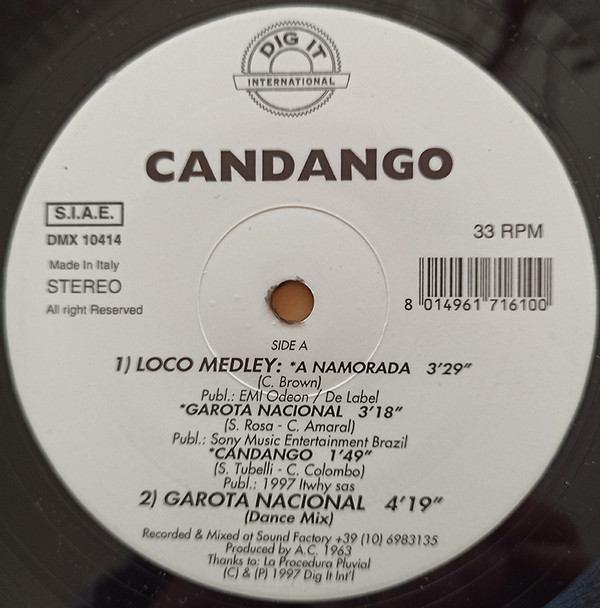 DIG IT
INTERNATIONAL
CANDANGO
S.I.A.E.
DMX 10414
Made In Italy
STEREO
All right Reserved
33 RPM
8 014961 716100
SIDE A
1) LOCO MEDLEY: *A NAMORADA 3'29"
(C. Brown)
Publ.: EMI Odeon / De Label
*GAROTA NACIONAL 3'18"
(S. Rosa - C. Amaral)
Publ.: Sony Music Entertainment Brazil
*CANDANGO 1'49"
(S. Tubelli - C. Colombo)
Publ.: 1997 Itwhy sas
2) GAROTA NACIONAL 4'19"
(Dance Mix)
Recorded & Mixed at Sound Factory +39 (10) 6983135
Produced by A.C. 1963
Thanks to: La Procedura Pluvial
(C) & (P) 1997 Dig It Int'l